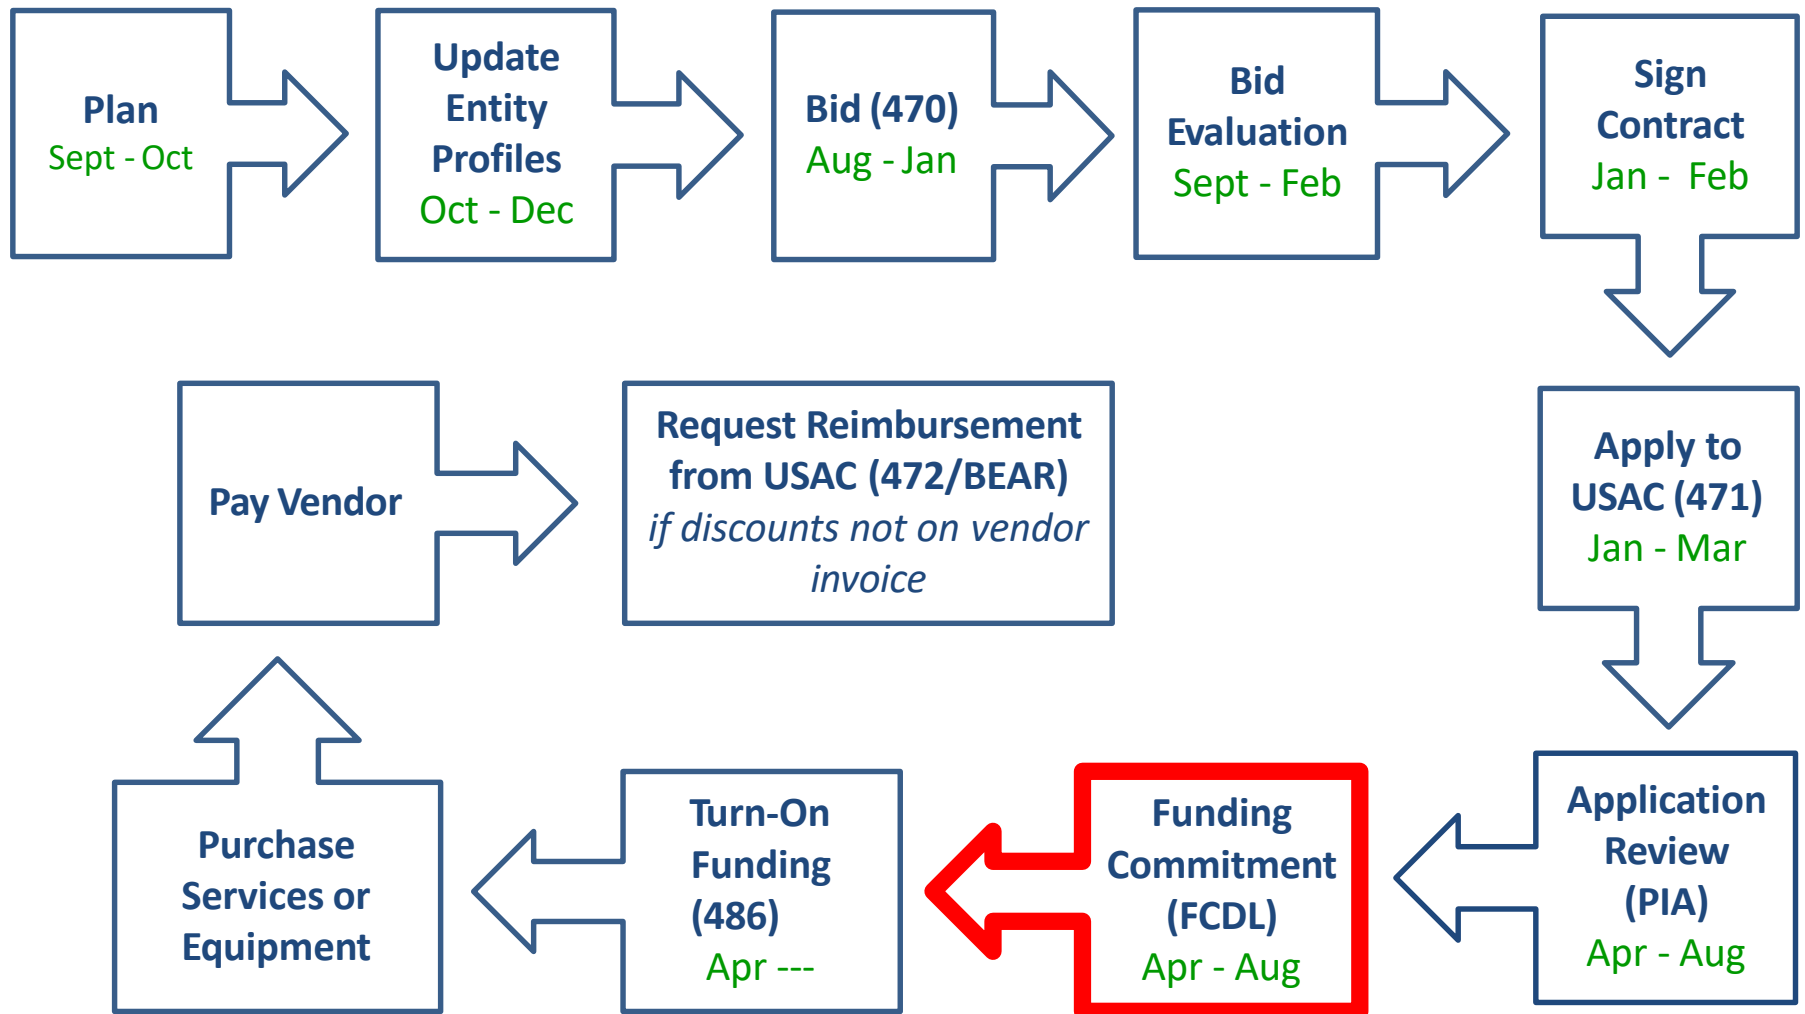 Plan
Sept - Oct
Update
Entity
Profiles
Oct - Dec
Bid (470)
Aug - Jan
Bid
Evaluation
Sept - Feb
Sign
Contract
Jan - Feb
Apply to
USAC (471)
Jan - Mar
Application
Review
(PIA)
Apr - Aug
Funding
Commitment
(FCDL)
Apr - Aug
Turn-On
Funding
(486)
Apr ---
Purchase
Services or
Equipment
Pay Vendor
Request Reimbursement
from USAC (472/BEAR)
if discounts not on vendor
invoice